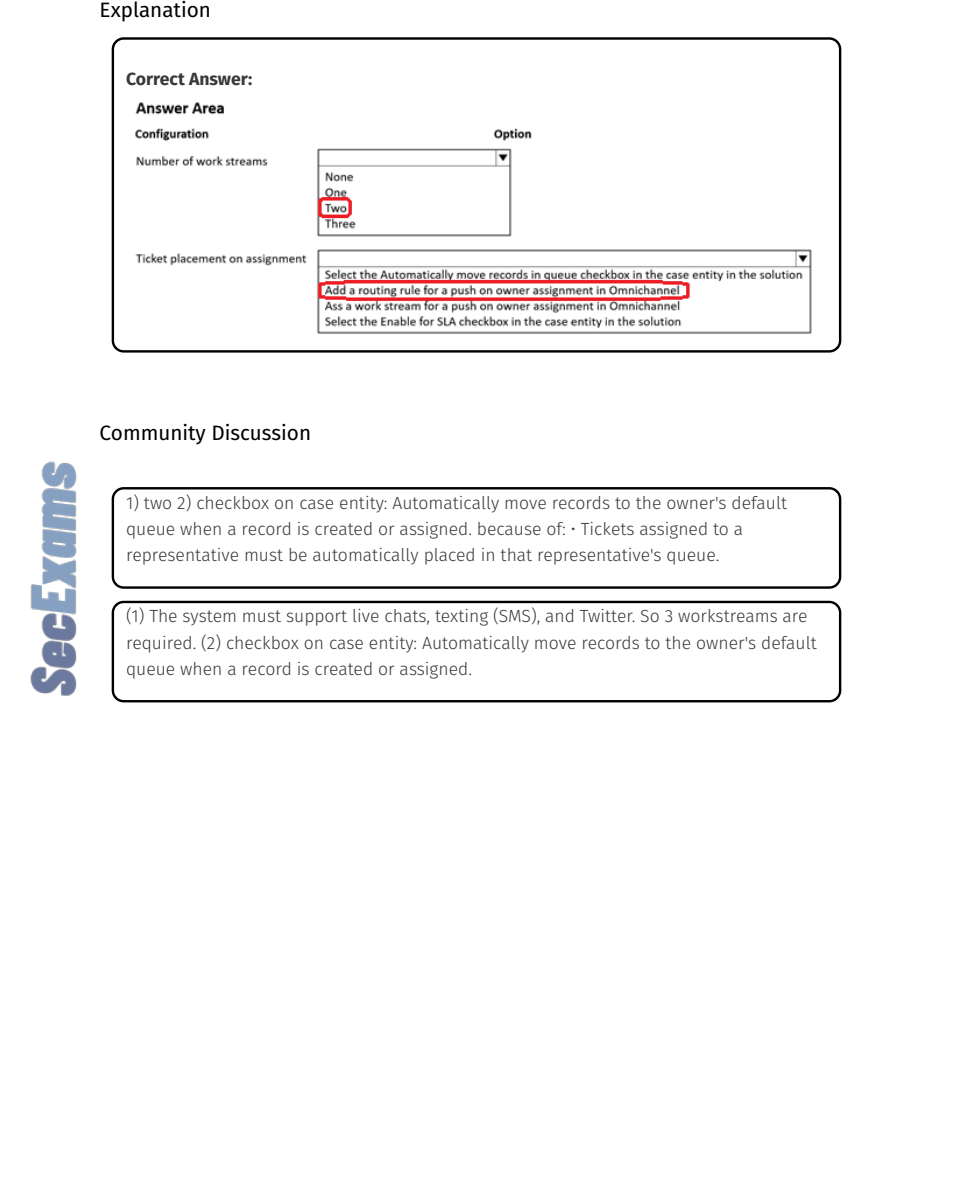 Explanation
Correct Answer:
Answer Area
Configuration Option
Number of work streams
None
One
Two
Three
Ticket placement on assignment
Select the Automatically move records in queue checkbox in the case entity in the solution
Add a routing rule for a push on owner assignment in Omnichannel
Ass a work stream for a push on owner assignment in Omnichannel
Select the Enable for SLA checkbox in the case entity in the solution
Community Discussion
1) two 2) checkbox on case entity: Automatically move records to the owner's default
queue when a record is created or assigned. because of: • Tickets assigned to a
representative must be automatically placed in that representative's queue.
(1) The system must support live chats, texting (SMS), and Twitter. So 3 workstreams are
required. (2) checkbox on case entity: Automatically move records to the owner's default
queue when a record is created or assigned.
SecExams